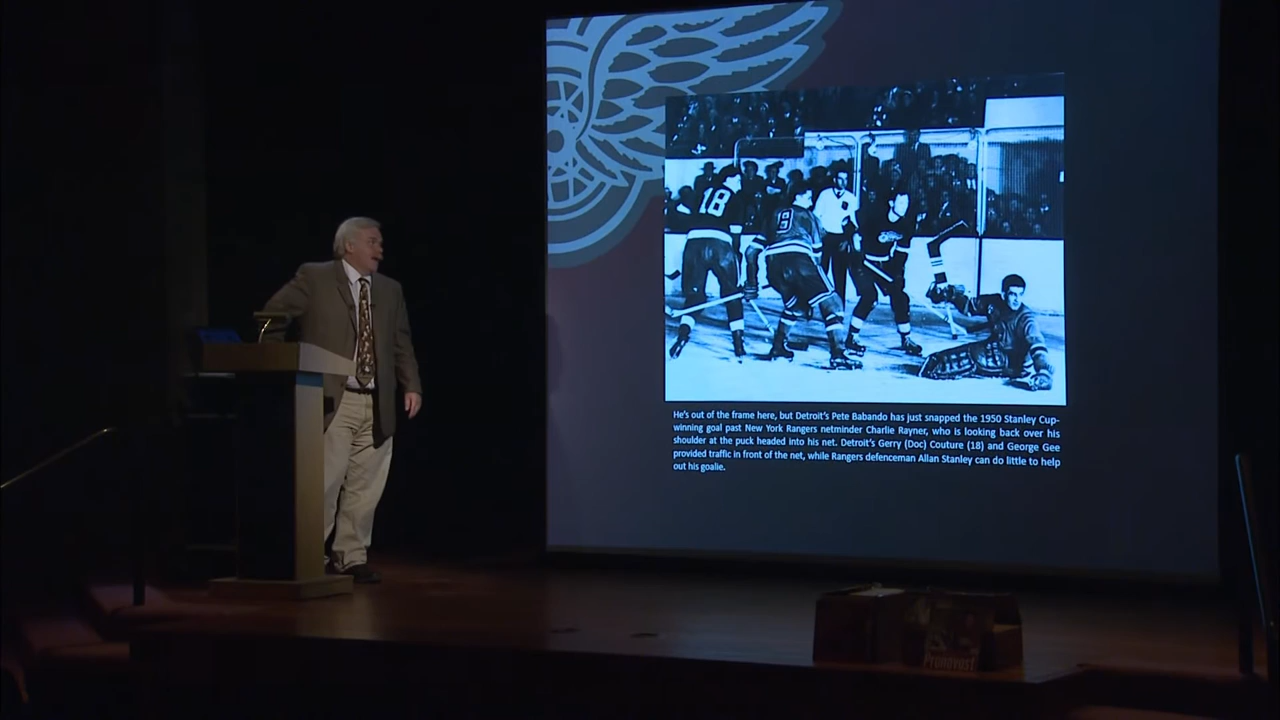 18
8
He's out of the frame here, but Detroit's Pete Babando has just snapped the 1950 Stanley Cup-
winning goal past New York Rangers netminder Charlie Rayner, who is looking back over his
shoulder at the puck headed into his net. Detroit's Gerry (Doc) Couture (18) and George Gee
provided traffic in front of the net, while Rangers defenceman Allan Stanley can do little to help
out his goalie.
Pronovost